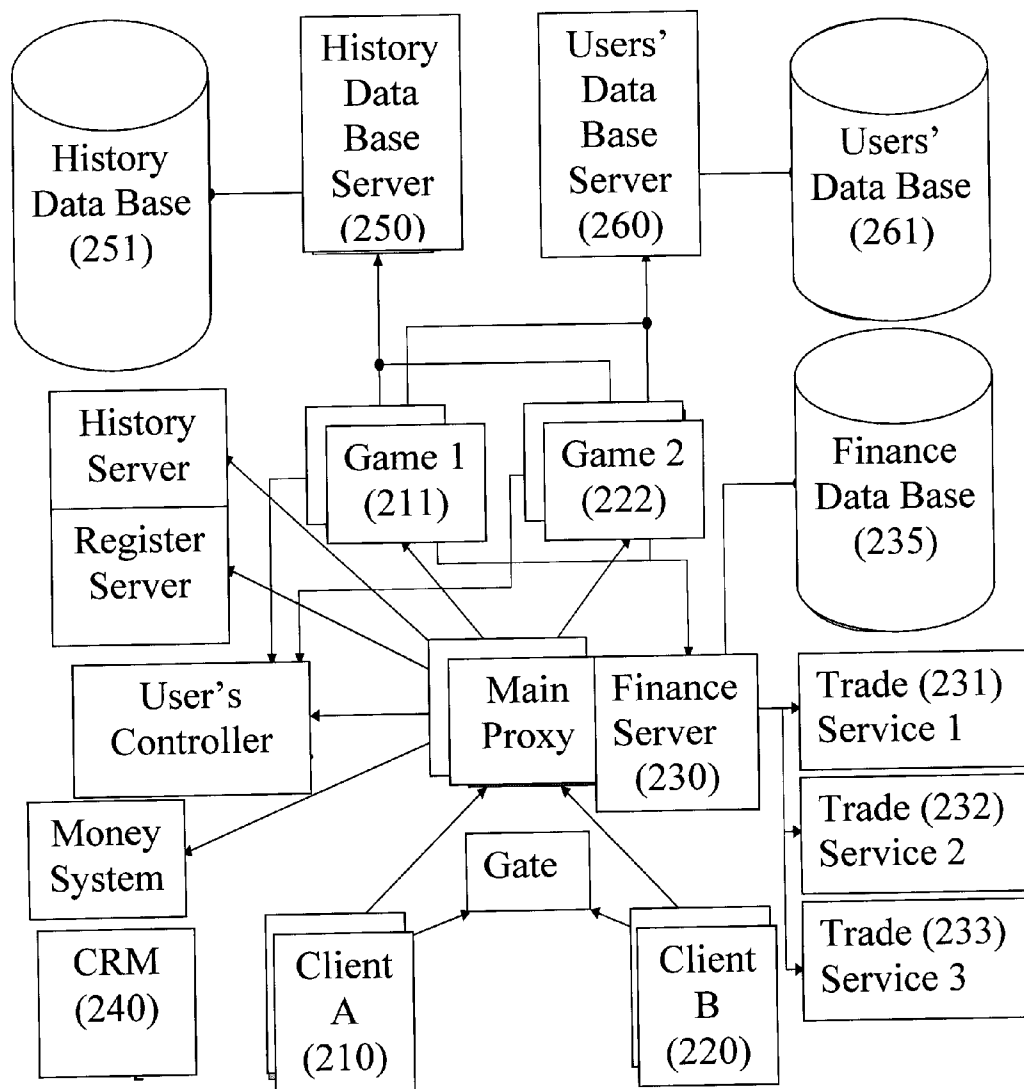 History
Data
Base
Server
(250)
Users'
Data
Base
Server
(260)
History
Data Base
(251)
Users'
Data Base
(261)
History
Server
Register
Server
Game 1
(211)
Game 2
(222)
Finance
Data Base
(235)
User's
Controller
Main
Proxy
Finance
Server
(230)
Trade (231)
Service 1
Trade (232)
Service 2
Trade (233)
Service 3
Money
System
Gate
CRM
(240)
Client
A
(210)
Client
B
(220)